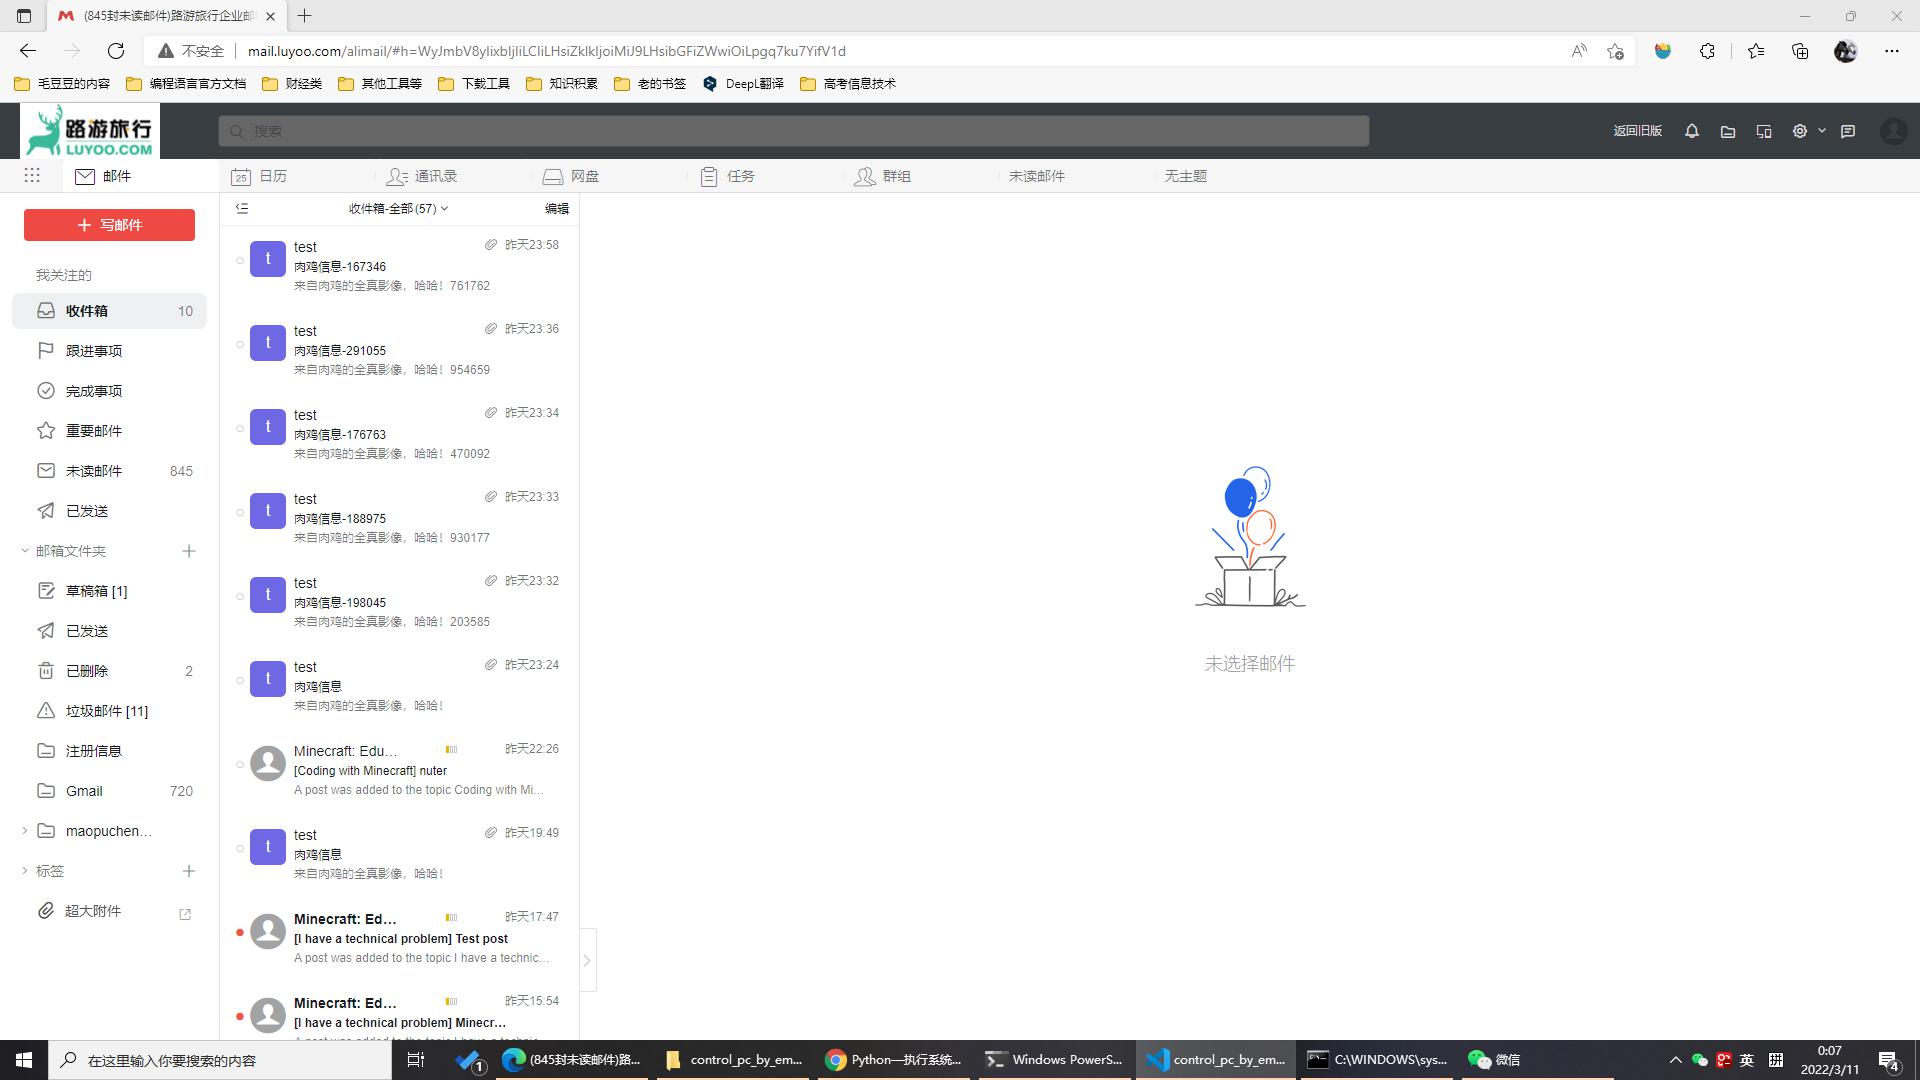 (845封未读邮件)路游旅行企业邮
不安全
mail.luyoo.com/alimail/#h=WyJmbV8yIixbIjIiLCIiLHsiZklkIjoiMiJ9LHsibGFiZWwiOiLpgq7ku7YifV1d
毛豆豆的内容
编程语言官方文档
财经类
其他工具等
下载工具
知识积累
老的书签
DeepL翻译
高考信息技术
路游旅行
LUYOO.COM
搜索
返回旧版
邮件
25
日历
通讯录
网盘
任务
群组
未读邮件
无主题
写邮件
我关注的
收件箱 10
跟进事项
完成事项
重要邮件
未读邮件 845
已发送
邮箱文件夹
草稿箱 [1]
已发送
已删除 2
垃圾邮件 [11]
注册信息
Gmail 720
maopuchen...
标签
超大附件
收件箱-全部(57)
编辑
t
test 昨天23:58
肉鸡信息-167346
来自肉鸡的全真影像，哈哈！761762
t
test 昨天23:36
肉鸡信息-291055
来自肉鸡的全真影像，哈哈！954659
t
test 昨天23:34
肉鸡信息-176763
来自肉鸡的全真影像，哈哈！470092
t
test 昨天23:33
肉鸡信息-188975
来自肉鸡的全真影像，哈哈！930177
t
test 昨天23:32
肉鸡信息-198045
来自肉鸡的全真影像，哈哈！203585
t
test 昨天23:24
肉鸡信息
来自肉鸡的全真影像，哈哈！
Minecraft: Edu... 昨天22:26
[Coding with Minecraft] nuter
A post was added to the topic Coding with Mi...
t
test 昨天19:49
肉鸡信息
来自肉鸡的全真影像，哈哈！
Minecraft: Ed... 昨天17:47
[I have a technical problem] Test post
A post was added to the topic I have a technic...
Minecraft: Ed... 昨天15:54
[I have a technical problem] Minecr...
未选择邮件
在这里输入你要搜索的内容
1
(845封未读邮件)路...
control_pc_by_em...
Python—执行系统...
Windows PowerS...
control_pc_by_em...
C:\WINDOWS\sys...
微信
英
拼
0:07
2022/3/11
4